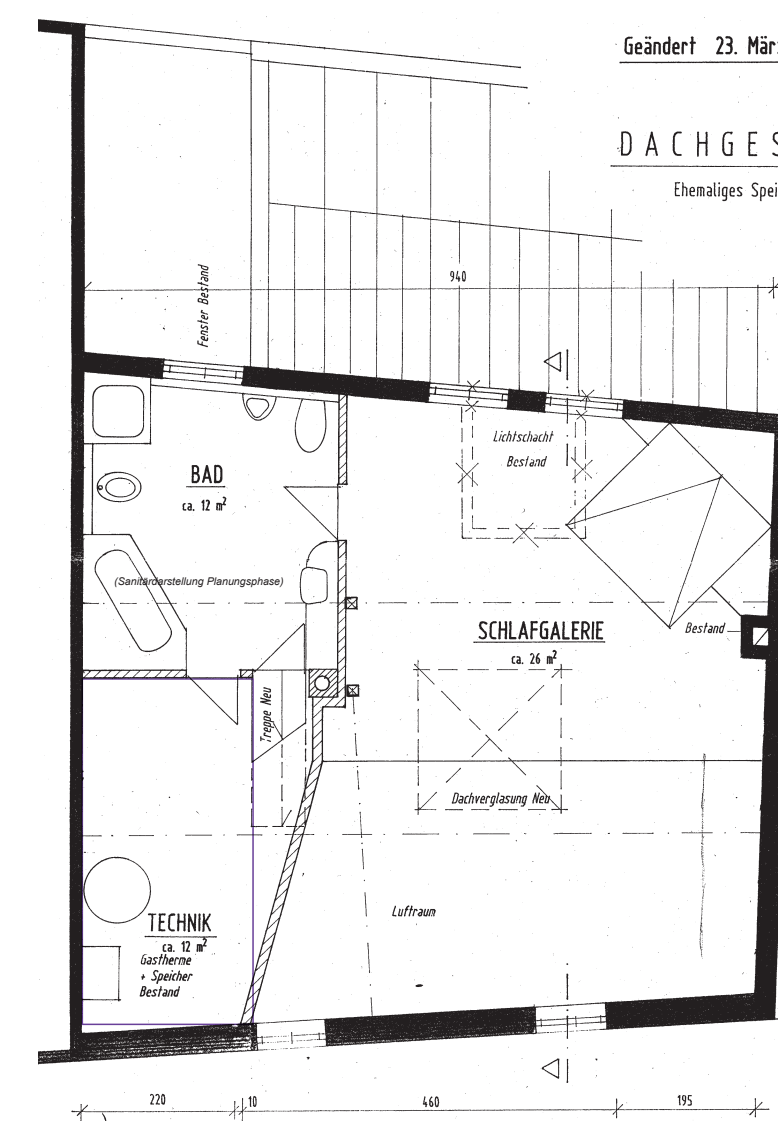 Geändert 23. Mär
DACHGES
Ehemaliges Spei
940
Fenster Bestand
Lichtschacht
Bestand
BAD
ca. 12 m²
(Sanitärdarstellung Planungsphase)
SCHLAFGALERIE
ca. 26 m²
Bestand
Treppe Neu
Dachverglasung Neu
Luftraum
TECHNIK
ca. 12 m²
Gastherme
+ Speicher
Bestand
220 10 460 195